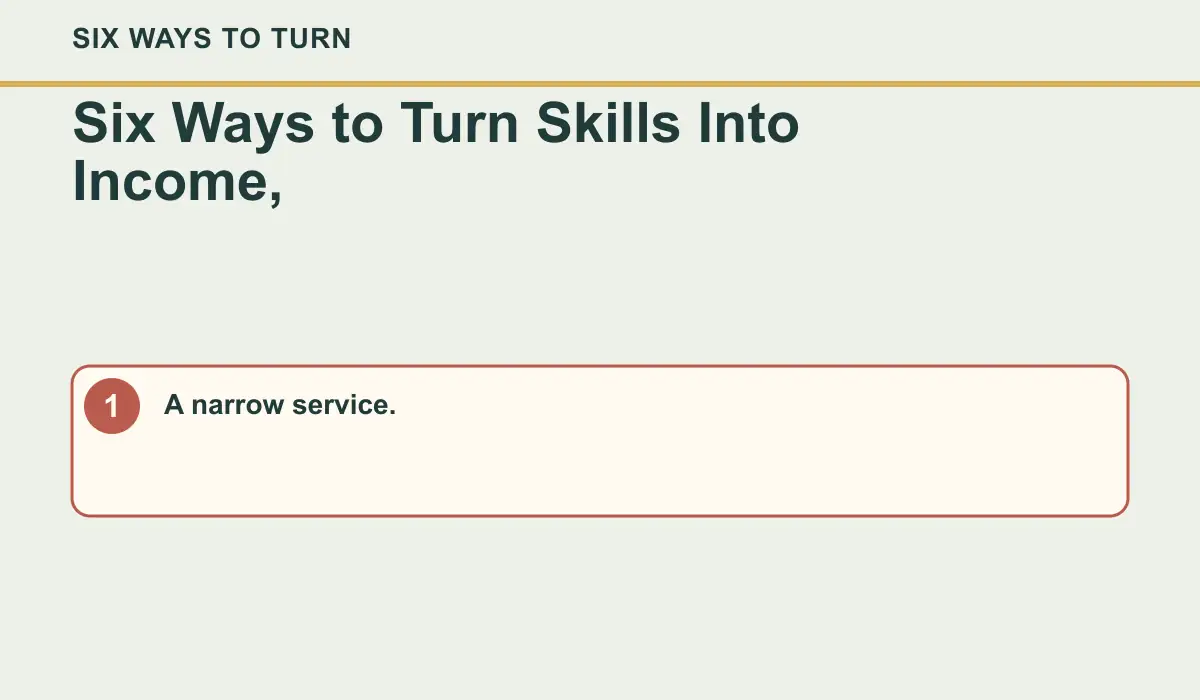 SIX WAYS TO TURN
Six Ways to Turn Skills Into
Income,
1 A narrow service.